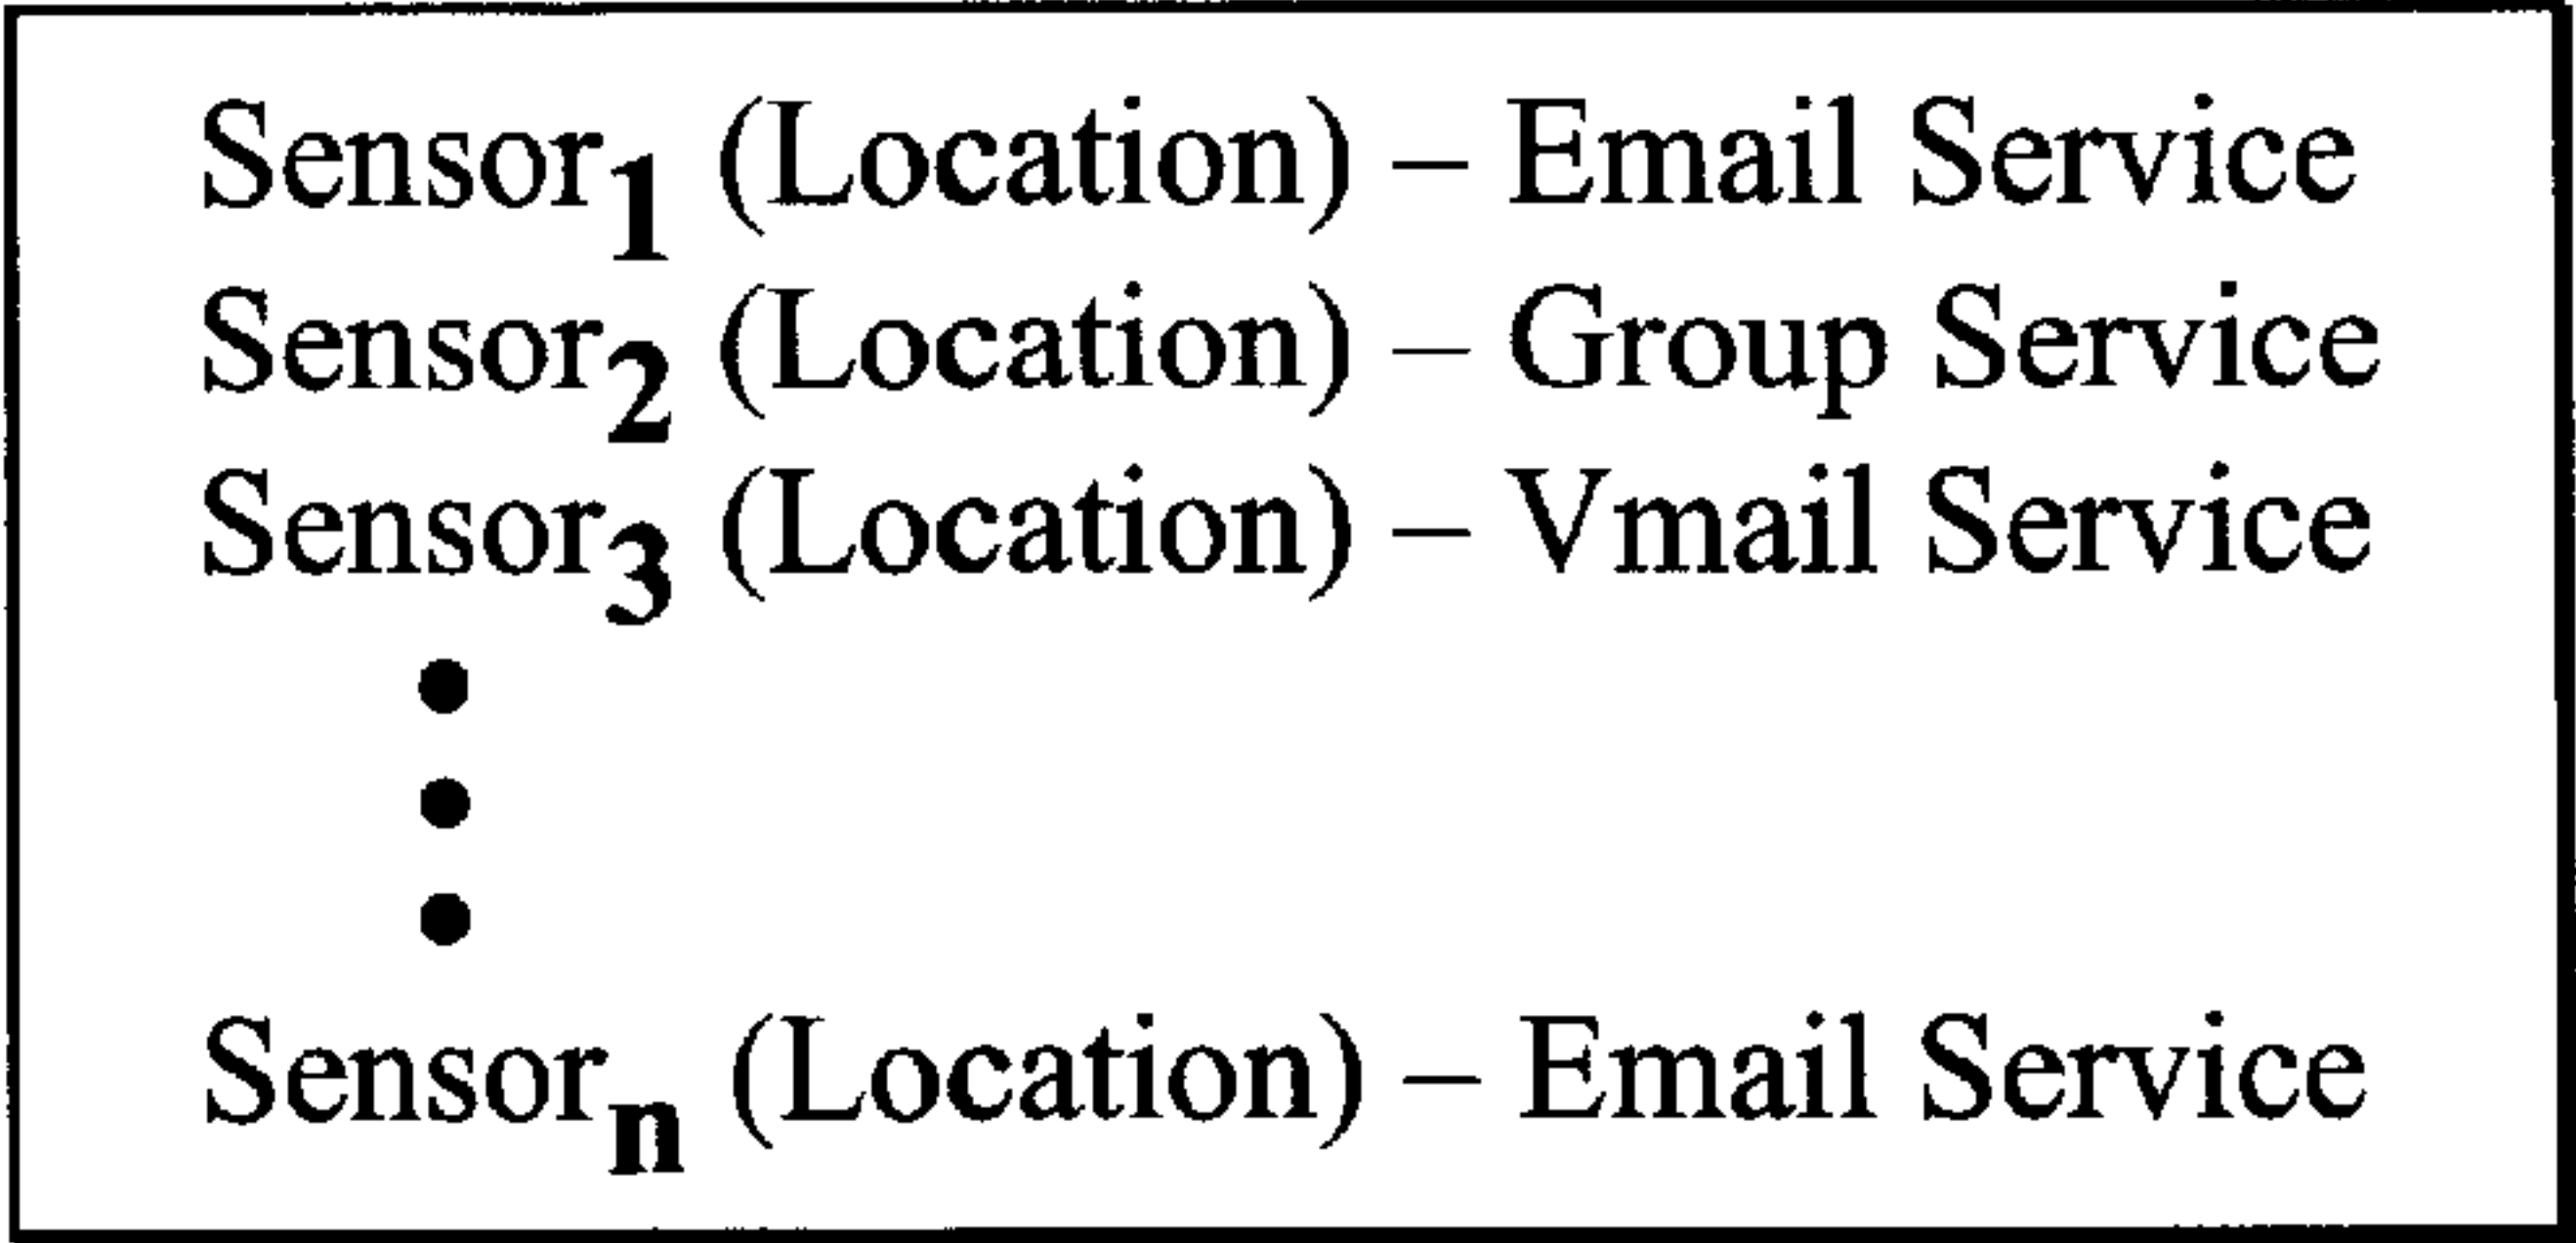 Sensor1 (Location) – Email Service
Sensor2 (Location) – Group Service
Sensor3 (Location) – Vmail Service
•
•
•
Sensorn (Location) – Email Service